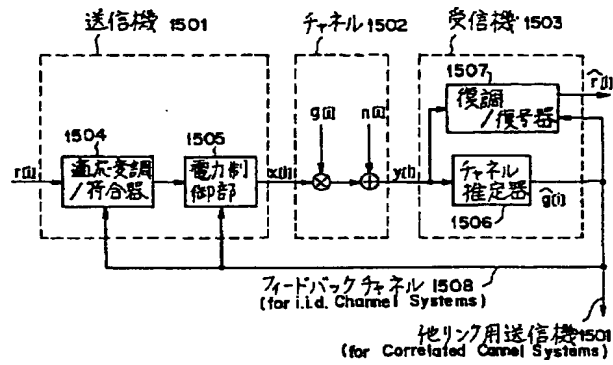 送信機 1501
チャネル 1502
受信機 1503
1507
復調
/復号器
r̂[i]
1504
適応変調
/符合器
1505
電力制
御部
r[i]
x[i]
g[i]
n[i]
y[i]
チャネル
推定器
1506
ĝ[i]
フィードバックチャネル 1508
(for i.i.d. Channel Systems)
他リンク用送信機1501
(for Correlated Cannel Systems)